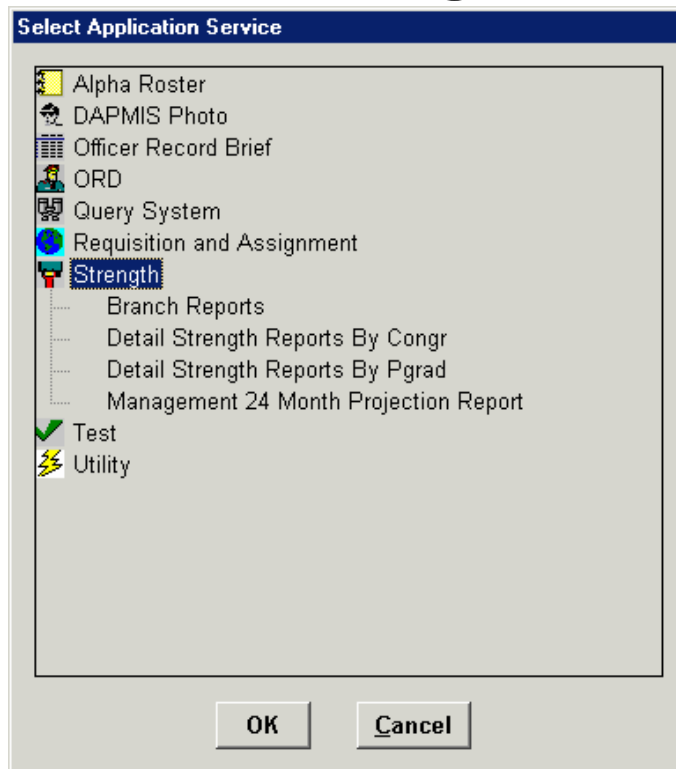 Select Application Service
Alpha Roster
DAPMIS Photo
Officer Record Brief
ORD
Query System
Requisition and Assignment
Strength
Branch Reports
Detail Strength Reports By Congr
Detail Strength Reports By Pgrad
Management 24 Month Projection Report
Test
Utility
OK
Cancel